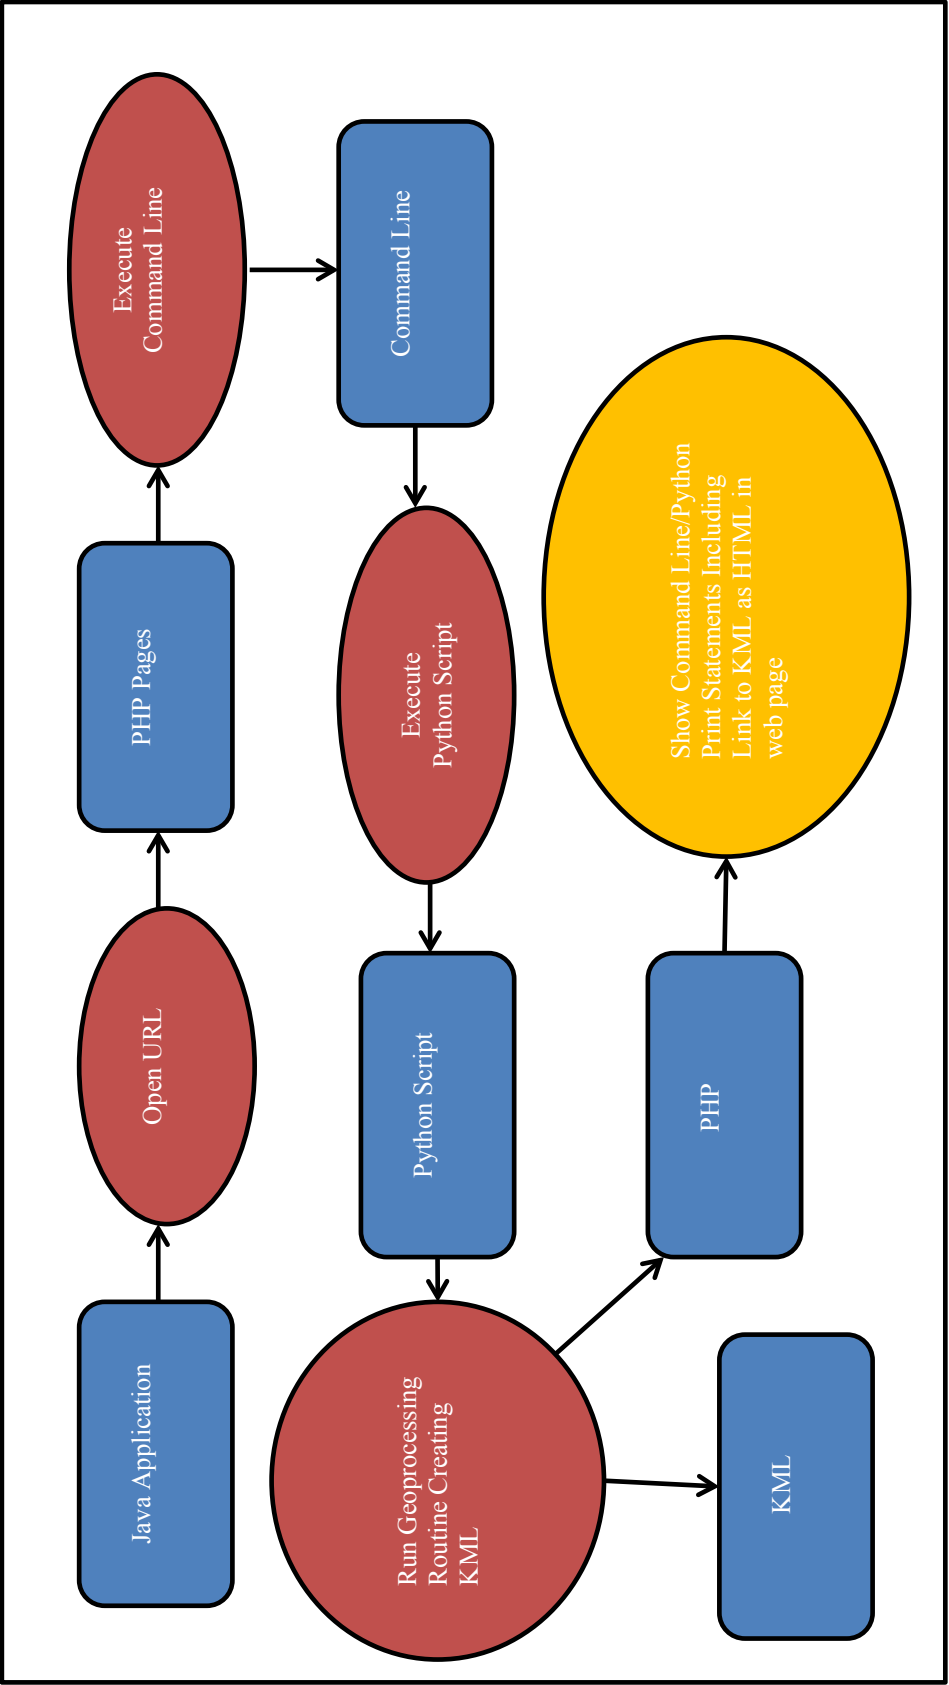 Java Application
Open URL
PHP Pages
Execute
Command Line
Command Line
Execute
Python Script
Python Script
Run Geoprocessing
Routine Creating
KML
KML
PHP
Show Command Line/Python
Print Statements Including
Link to KML as HTML in
web page